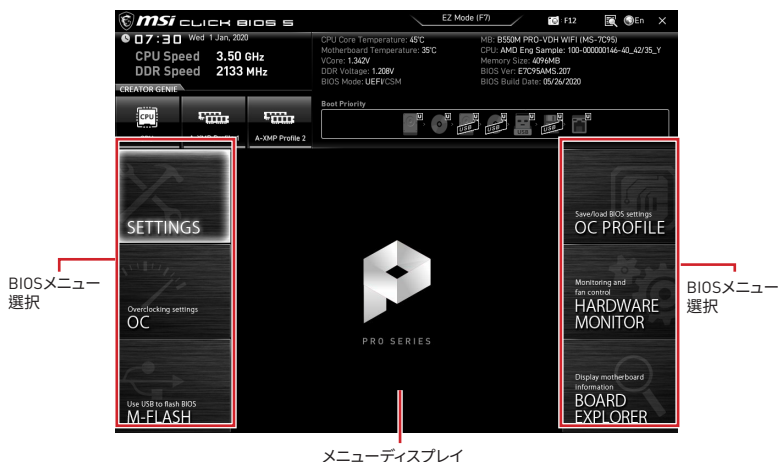 msi CLICK BIOS 5
EZ Mode (F7)
F12
En
07:30 Wed 1 Jan, 2020
CPU Speed 3.50 GHz
DDR Speed 2133 MHz
CREATOR GENIE
CPU
A-XMP Profile 2
CPU Core Temperature: 45°C
Motherboard Temperature: 35°C
VCore: 1.342V
DDR Voltage: 1.208V
BIOS Mode: UEFI/CSM
MB: B550M PRO-VDH WIFI (MS-7C95)
CPU: AMD Eng Sample: 100-000000146-40_42/35_Y
Memory Size: 4096MB
BIOS Ver: E7C95AMS.207
BIOS Build Date: 05/26/2020
Boot Priority
U U U U U U U
USB USB USB USB
SETTINGS
Overclocking settings
OC
Use USB to flash BIOS
M-FLASH
PRO SERIES
Save/load BIOS settings
OC PROFILE
Monitoring and
fan control
HARDWARE
MONITOR
Display motherboard
information
BOARD
EXPLORER
BIOSメニュー
選択
BIOSメニュー
選択
メニューディスプレイ